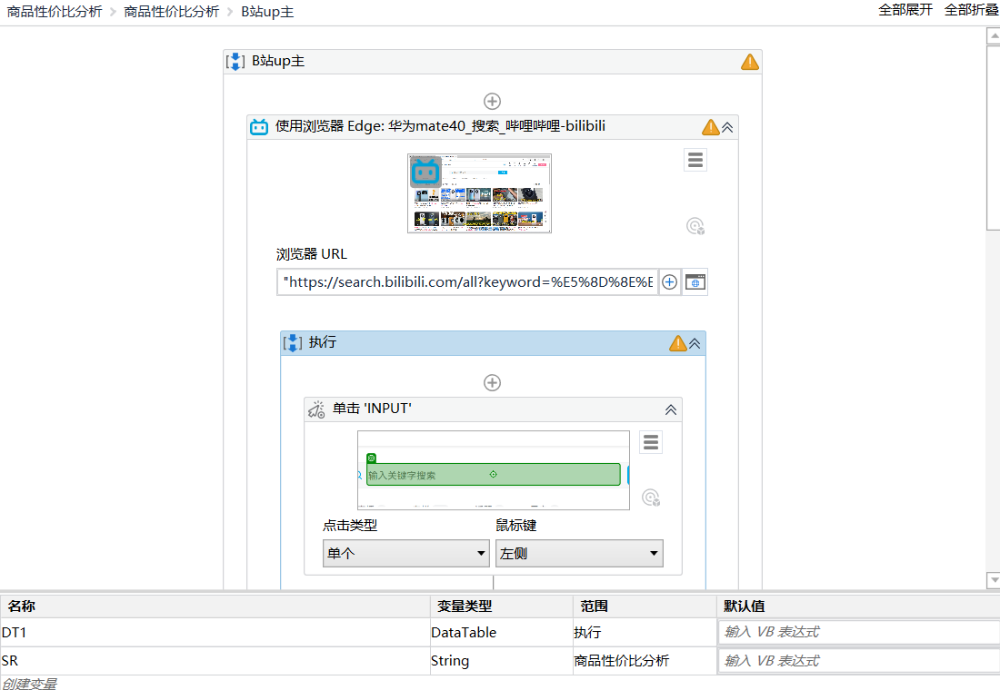 商品性价比分析 商品性价比分析 B站up主
全部展开 全部折叠
B站up主
使用浏览器 Edge: 华为mate40_搜索_哔哩哔哩-bilibili
浏览器 URL
"https://search.bilibili.com/all?keyword=%E5%8D%8E%E
执行
单击 'INPUT'
输入关键字搜索
点击类型 鼠标键
单个 左侧
名称 变量类型 范围 默认值
DT1 DataTable 执行 输入 VB 表达式
SR String 商品性价比分析 输入 VB 表达式
创建变量